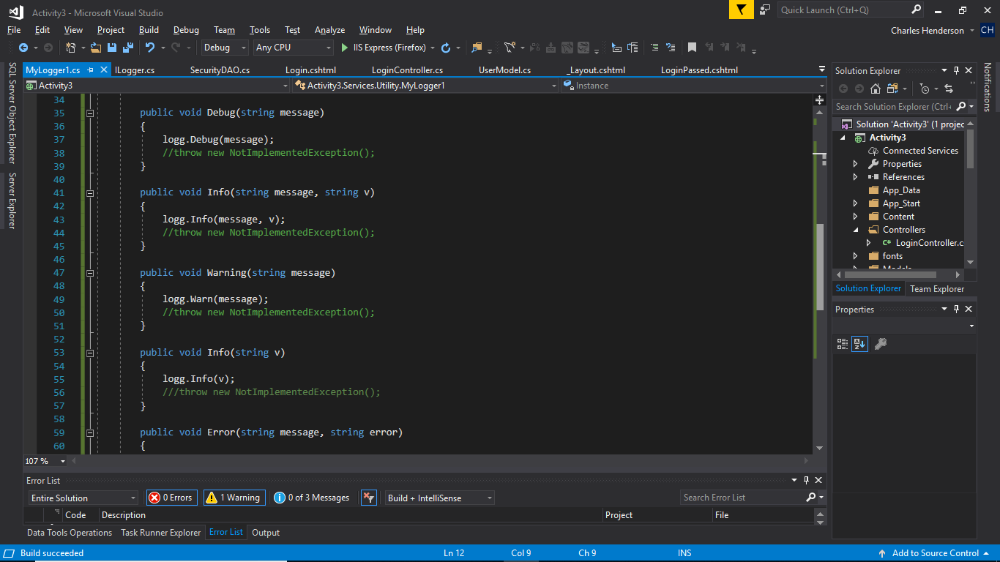 Activity3 - Microsoft Visual Studio
Quick Launch (Ctrl+Q)
File Edit View Project Build Debug Team Tools Test Analyze Window Help
Charles Henderson CH
Debug Any CPU IIS Express (Firefox)
SQL Server Object Explorer
Server Explorer
MyLogger1.cs ILogger.cs SecurityDAO.cs Login.cshtml LoginController.cs UserModel.cs _Layout.cshtml LoginPassed.cshtml
Activity3 Activity3.Services.Utility.MyLogger1 Instance
34
35 public void Debug(string message)
36 {
37 logg.Debug(message);
38 //throw new NotImplementedException();
39 }
40
41 public void Info(string message, string v)
42 {
43 logg.Info(message, v);
44 //throw new NotImplementedException();
45 }
46
47 public void Warning(string message)
48 {
49 logg.Warn(message);
50 //throw new NotImplementedException();
51 }
52
53 public void Info(string v)
54 {
55 logg.Info(v);
56 ///throw new NotImplementedException();
57 }
58
59 public void Error(string message, string error)
60 {
107 %
Error List
Entire Solution 0 Errors 1 Warning 0 of 3 Messages Build + IntelliSense Search Error List
Code Description Project File
Data Tools Operations Task Runner Explorer Error List Output
Solution Explorer
Search Solution Explorer (Ctrl+
Solution 'Activity3' (1 projec
Activity3
Connected Services
Properties
References
App_Data
App_Start
Content
Controllers
C# LoginController.c
fonts
Models
Solution Explorer Team Explorer
Properties
Notifications
Build succeeded Ln 12 Col 9 Ch 9 INS Add to Source Control